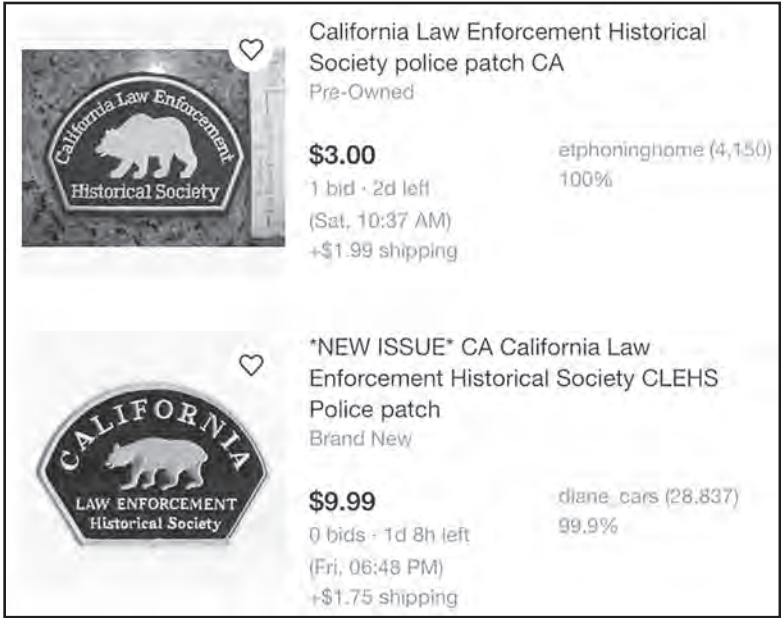 California Law Enforcement
Historical Society
California Law Enforcement Historical
Society police patch CA
Pre-Owned
$3.00
1 bid · 2d left
(Sat, 10:37 AM)
+$1.99 shipping
etphoninghome (4,150)
100%
CALIFORNIA
LAW ENFORCEMENT
Historical Society
*NEW ISSUE* CA California Law
Enforcement Historical Society CLEHS
Police patch
Brand New
$9.99
0 bids · 1d 8h left
(Fri, 06:48 PM)
+$1.75 shipping
diane_cars (28,837)
99.9%